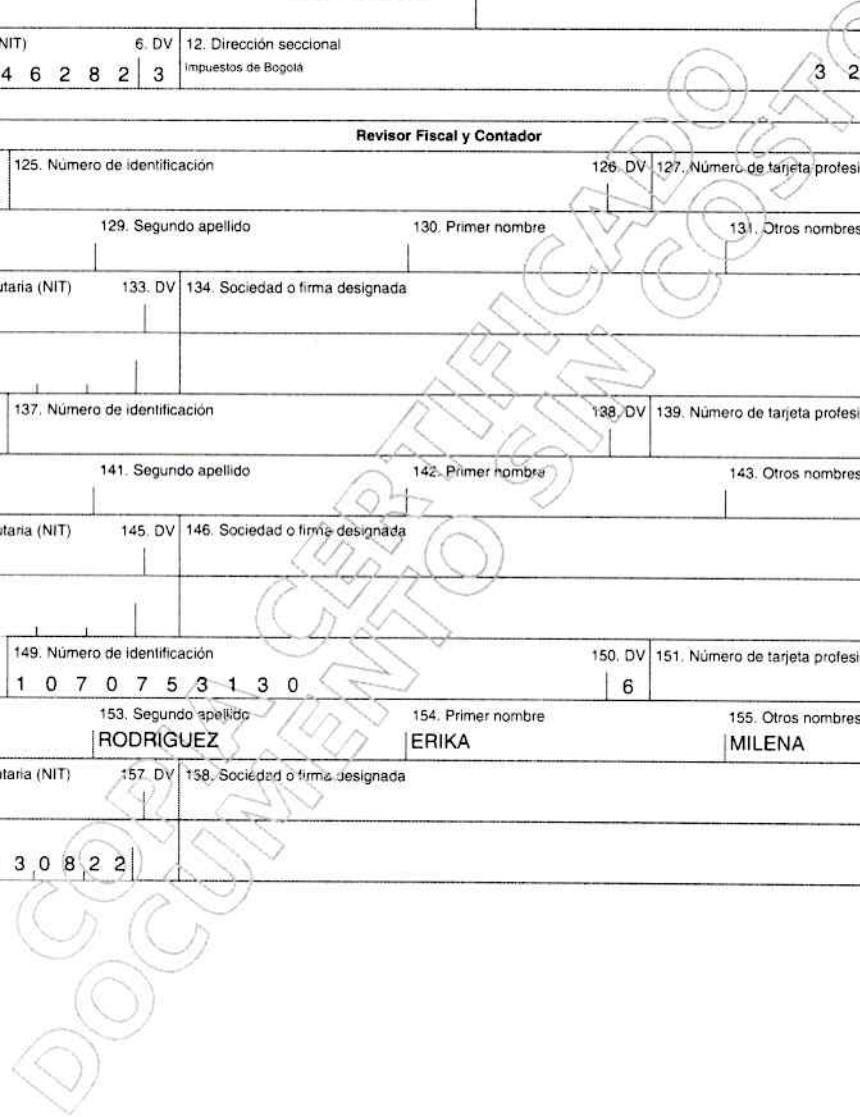 NIT) 6. DV 12. Dirección seccional
4 6 2 8 2 3 Impuestos de Bogotá 3 2
Revisor Fiscal y Contador
125. Número de identificación 126. DV 127. Número de tarjeta profesi
129. Segundo apellido 130. Primer nombre 131. Otros nombres
utaria (NIT) 133. DV 134. Sociedad o firma designada
137. Número de identificación 138. DV 139. Número de tarjeta profesi
141. Segundo apellido 142. Primer nombre 143. Otros nombres
utaria (NIT) 145. DV 146. Sociedad o firma designada
149. Número de identificación 150. DV 151. Número de tarjeta profesi
1 0 7 0 7 5 3 1 3 0 6
153. Segundo apellido 154. Primer nombre 155. Otros nombres
RODRIGUEZ ERIKA MILENA
utaria (NIT) 157. DV 158. Sociedad o firma designada
3 0 8 2 2
COPIA CERTIFICADO
DOCUMENTO SIN COSTO